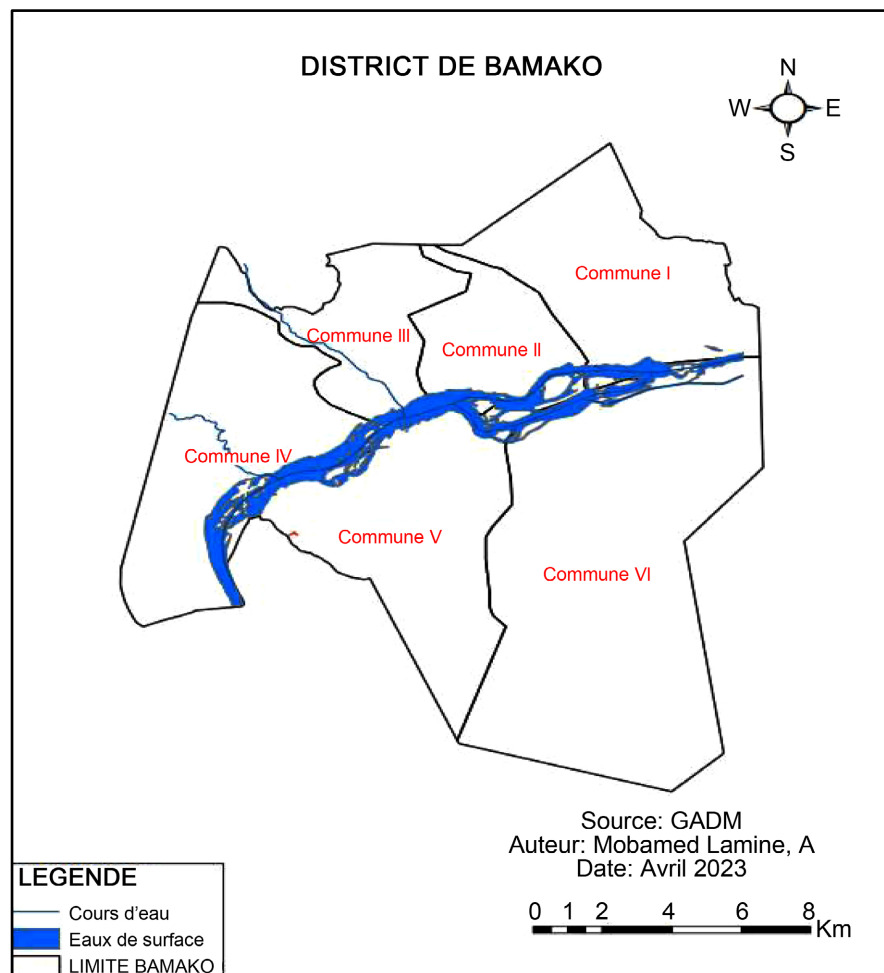 DISTRICT DE BAMAKO
N
W E
S
Commune I
Commune III
Commune II
Commune IV
Commune V
Commune VI
Source: GADM
Auteur: Mobamed Lamine, A
Date: Avril 2023
LEGENDE
Cours d'eau
Eaux de surface
LIMITE BAMAKO
0 1 2 4 6 8
Km